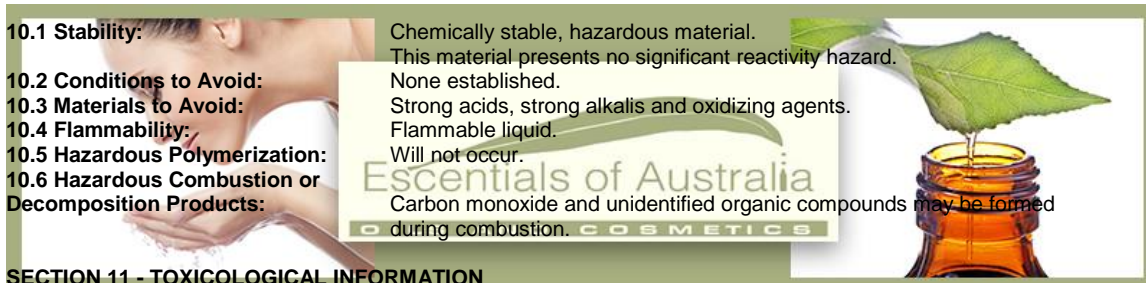 10.1 Stability: Chemically stable, hazardous material.
This material presents no significant reactivity hazard.
10.2 Conditions to Avoid: None established.
10.3 Materials to Avoid: Strong acids, strong alkalis and oxidizing agents.
10.4 Flammability: Flammable liquid.
10.5 Hazardous Polymerization: Will not occur.
10.6 Hazardous Combustion or
Escentials of Australia
Decomposition Products: Carbon monoxide and unidentified organic compounds may be formed
during combustion.
COSMETICS
SECTION 11 - TOXICOLOGICAL INFORMATION